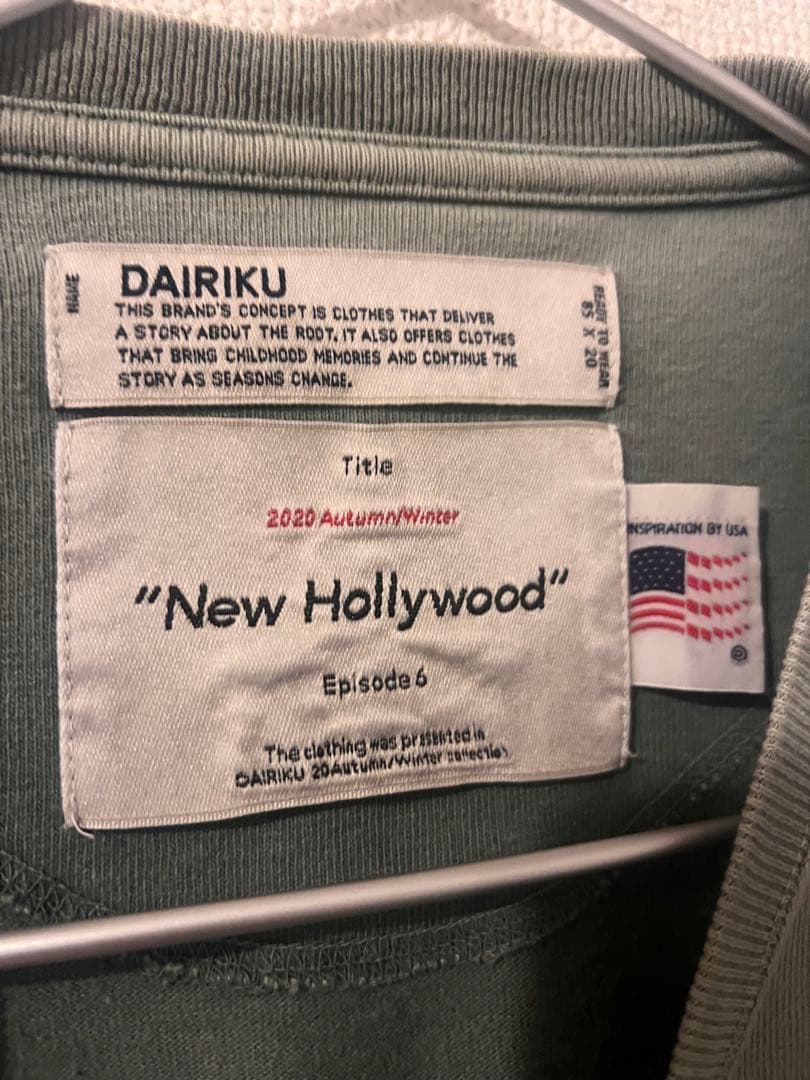 NAME
DAIRIKU
THIS BRAND'S CONCEPT IS CLOTHES THAT DELIVER
A STORY ABOUT THE ROOT. IT ALSO OFFERS CLOTHES
THAT BRING CHILDHOOD MEMORIES AND CONTINUE THE
STORY AS SEASONS CHANGE.
READY TO WEAR
85 X 20
Title
2020 Autumn/Winter
"New Hollywood"
Episode 6
The clothing was presented in
DAIRIKU 20Autumn/Winter collection
INSPIRATION BY USA